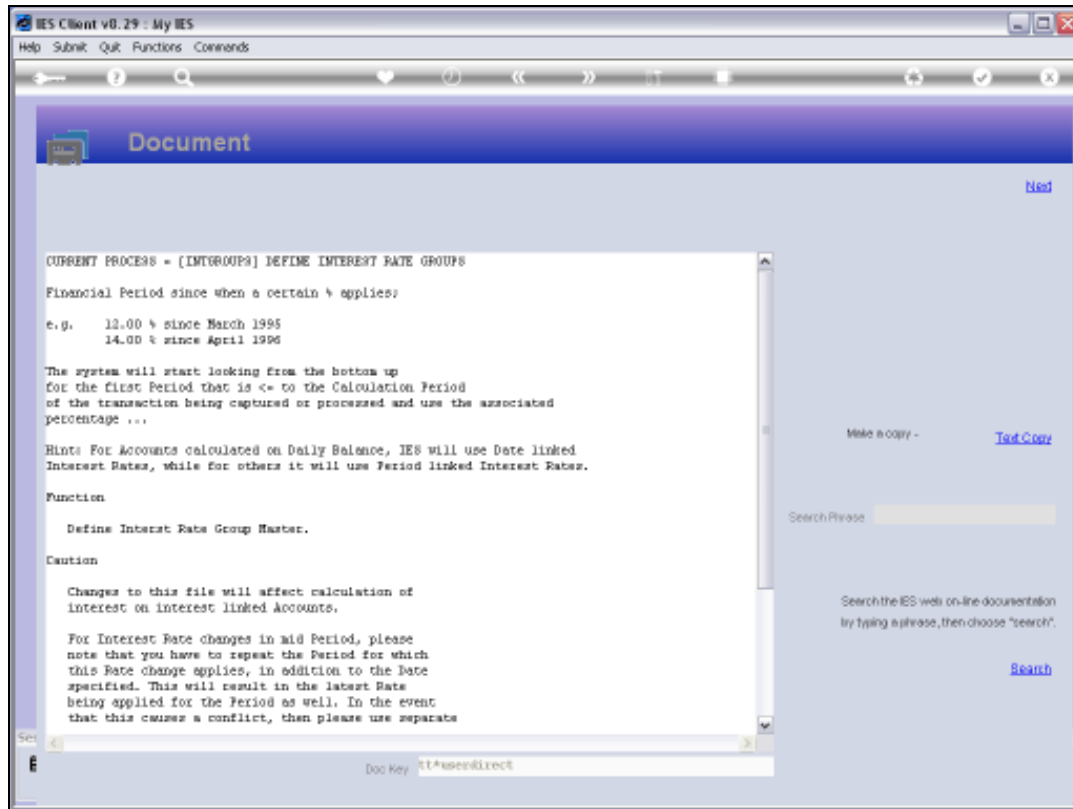 IES Client v8.29 : My IES
Help Submit Quit Functions Commands
Document
Next
CURRENT PROCESS = [INTGROUPS] DEFINE INTEREST RATE GROUPS
Financial Period since when a certain % applies;
e.g. 12.00 % since March 1995
14.00 % since April 1996
The system will start looking from the bottom up
for the first Period that is <= to the Calculation Period
of the transaction being captured or processed and use the associated
percentage ...
Hint: For Accounts calculated on Daily Balance, IES will use Date linked
Interest Rates, while for others it will use Period linked Interest Rates.
Function
Define Interst Rate Group Master.
Caution
Changes to this file will affect calculation of
interest on interest linked Accounts.
For Interest Rate changes in mid Period, please
note that you have to repeat the Period for which
this Rate change applies, in addition to the Date
specified. This will result in the latest Rate
being applied for the Period as well. In the event
that this causes a conflict, then please use separate
Make a copy -
Text Copy
Search Phrase
Search the IES web on-line documentation
by typing a phrase, then choose "search".
Search
Doc Key tt*userdirect